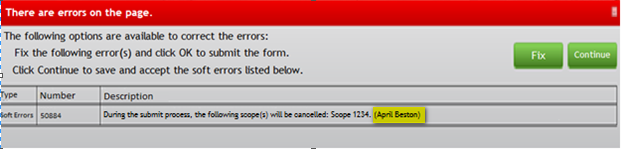 There are errors on the page.
The following options are available to correct the errors:
Fix the following error(s) and click OK to submit the form.
Click Continue to save and accept the soft errors listed below.
Fix
Continue
Type Number Description
Soft Errors 50884 During the submit process, the following scope(s) will be cancelled: Scope 1234, (April Beston)